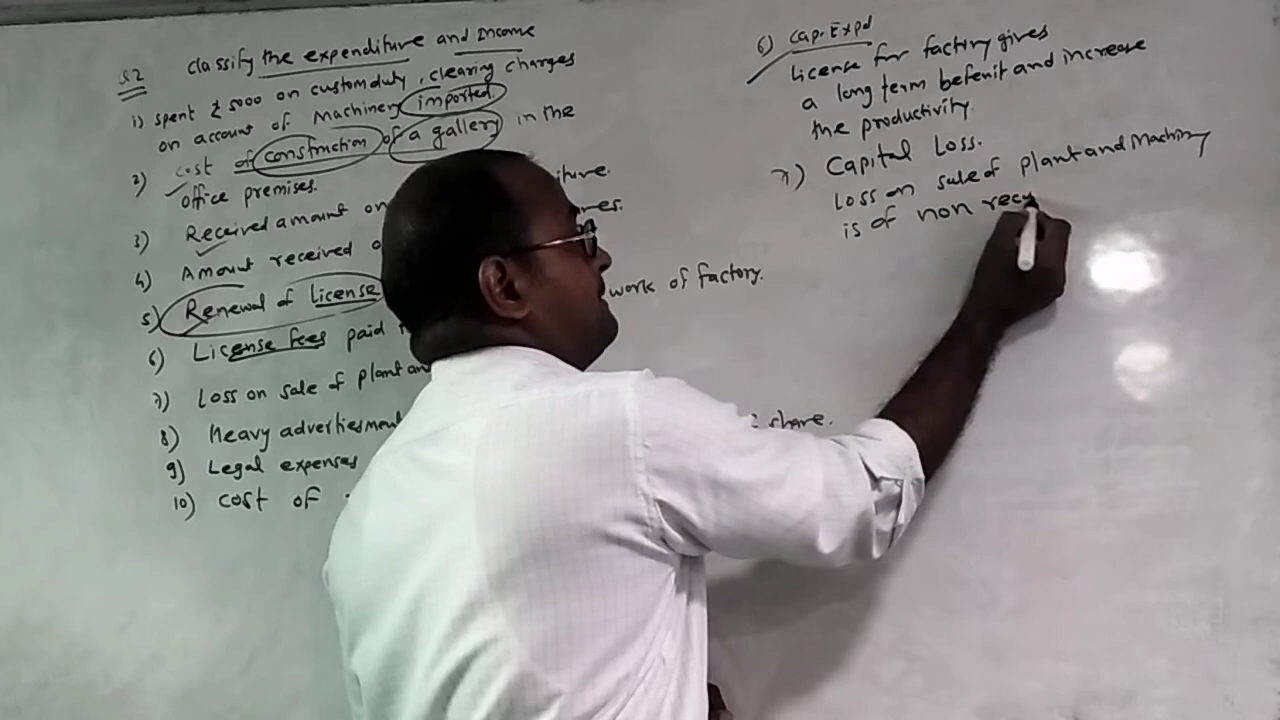 S.2 classify the expenditure and Income
1) spent ₹ 5000 on customduty, clearing charges
on account of Machinery imported.
2) cost of construction of a gallery in the
office premises.
3) Received amount on
4) Amount received
5) Renewal of license
work of factory.
6) License fees paid
7) Loss on sale of plant an
8) Heavy advertiesment
share.
9) Legal expenses
10) cost of
6) Cap. Expd
License for factory gives
a long term befenit and increase
the productivity.
7) Capital Loss.
Loss on sale of plant and Machinry
is of non recu